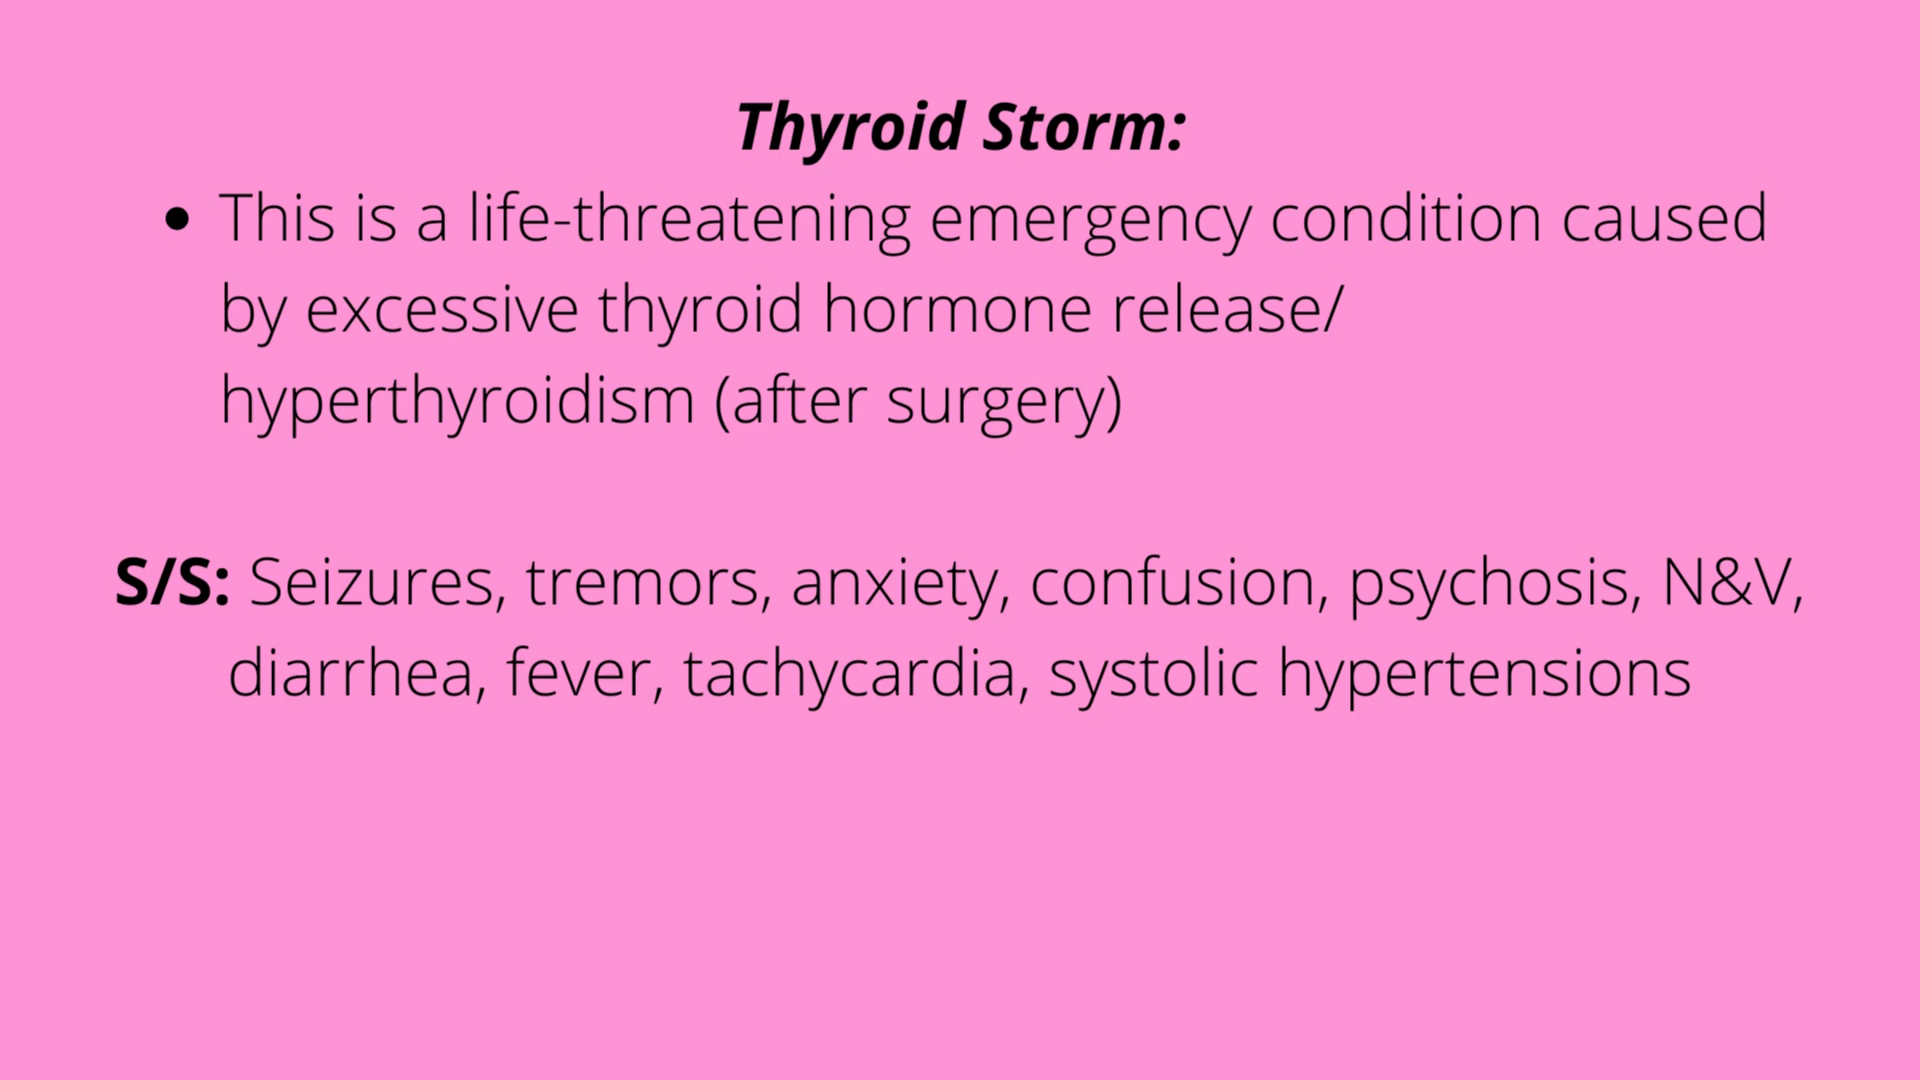 Thyroid Storm:
• This is a life-threatening emergency condition caused
by excessive thyroid hormone release/
hyperthyroidism (after surgery)
S/S: Seizures, tremors, anxiety, confusion, psychosis, N&V,
diarrhea, fever, tachycardia, systolic hypertensions